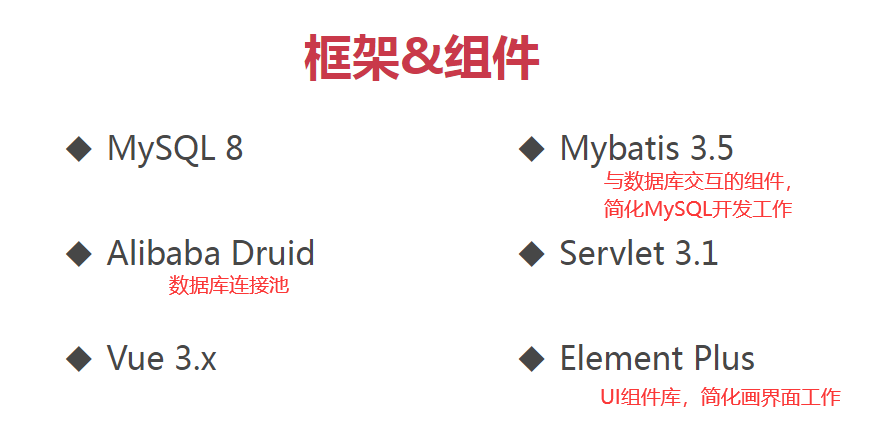 框架&组件
◆ MySQL 8
◆ Mybatis 3.5
与数据库交互的组件,
简化MySQL开发工作
◆ Alibaba Druid
数据库连接池
◆ Servlet 3.1
◆ Vue 3.x
◆ Element Plus
UI组件库，简化画界面工作